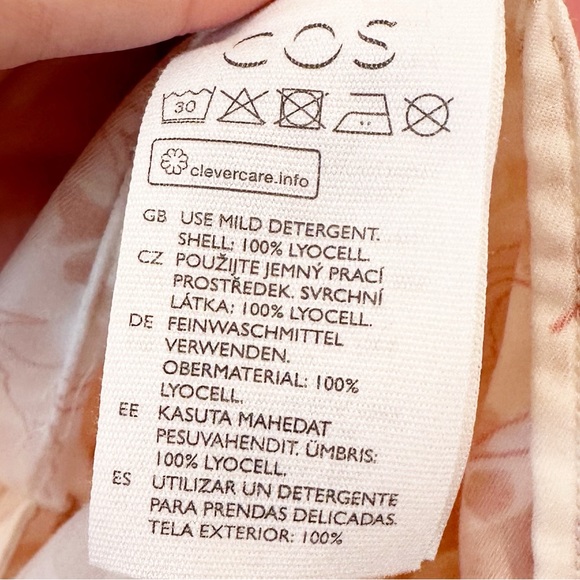 COS
30
clevercare.info
GB USE MILD DETERGENT.
SHELL: 100% LYOCELL.
CZ POUŽIJTE JEMNÝ PRACÍ
PROSTŘEDEK. SVRCHNÍ
LÁTKA: 100% LYOCELL.
DE FEINWASCHMITTEL
VERWENDEN.
OBERMATERIAL: 100%
LYOCELL.
EE KASUTA MAHEDAT
PESUVAHENDIT. ÜMBRIS:
100% LYOCELL.
ES UTILIZAR UN DETERGENTE
PARA PRENDAS DELICADAS.
TELA EXTERIOR: 100%